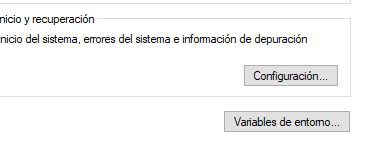 nicio y recuperación
nicio del sistema, errores del sistema e información de depuración
Configuración...
Variables de entorno...